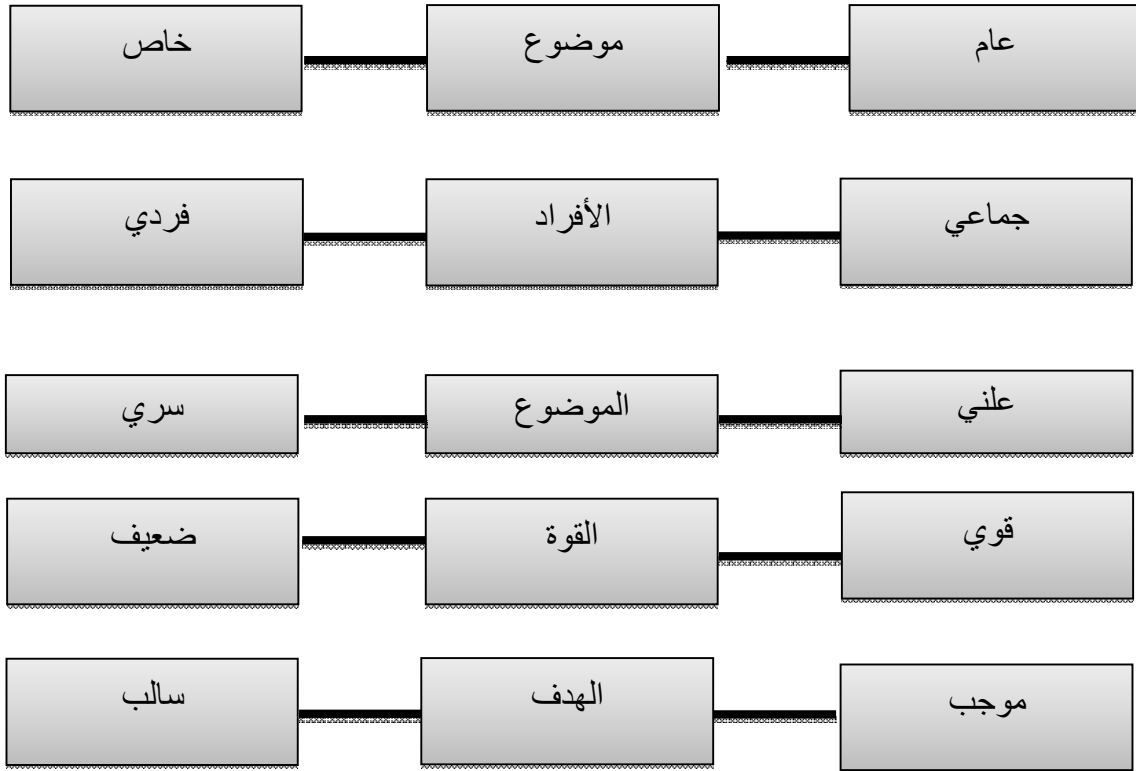 عام موضوع خاص
جماعي الأفراد فردي
علني الموضوع سري
قوي القوة ضعيف
موجب الهدف سالب